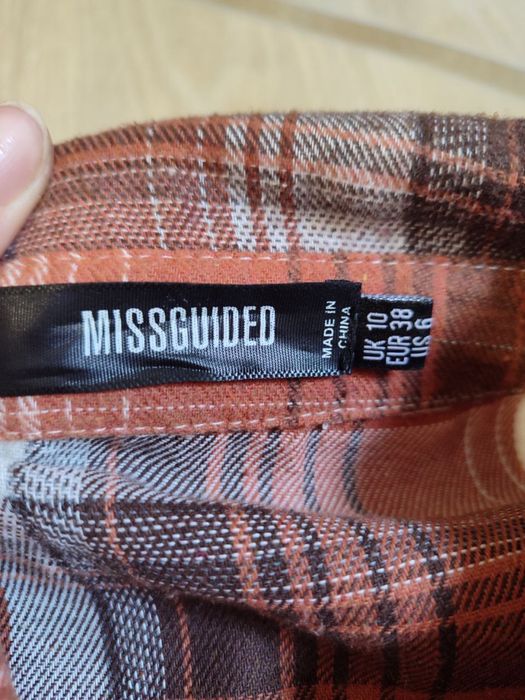 MISSGUIDED
MADE IN
CHINA
UK 10
EUR 38
US 6